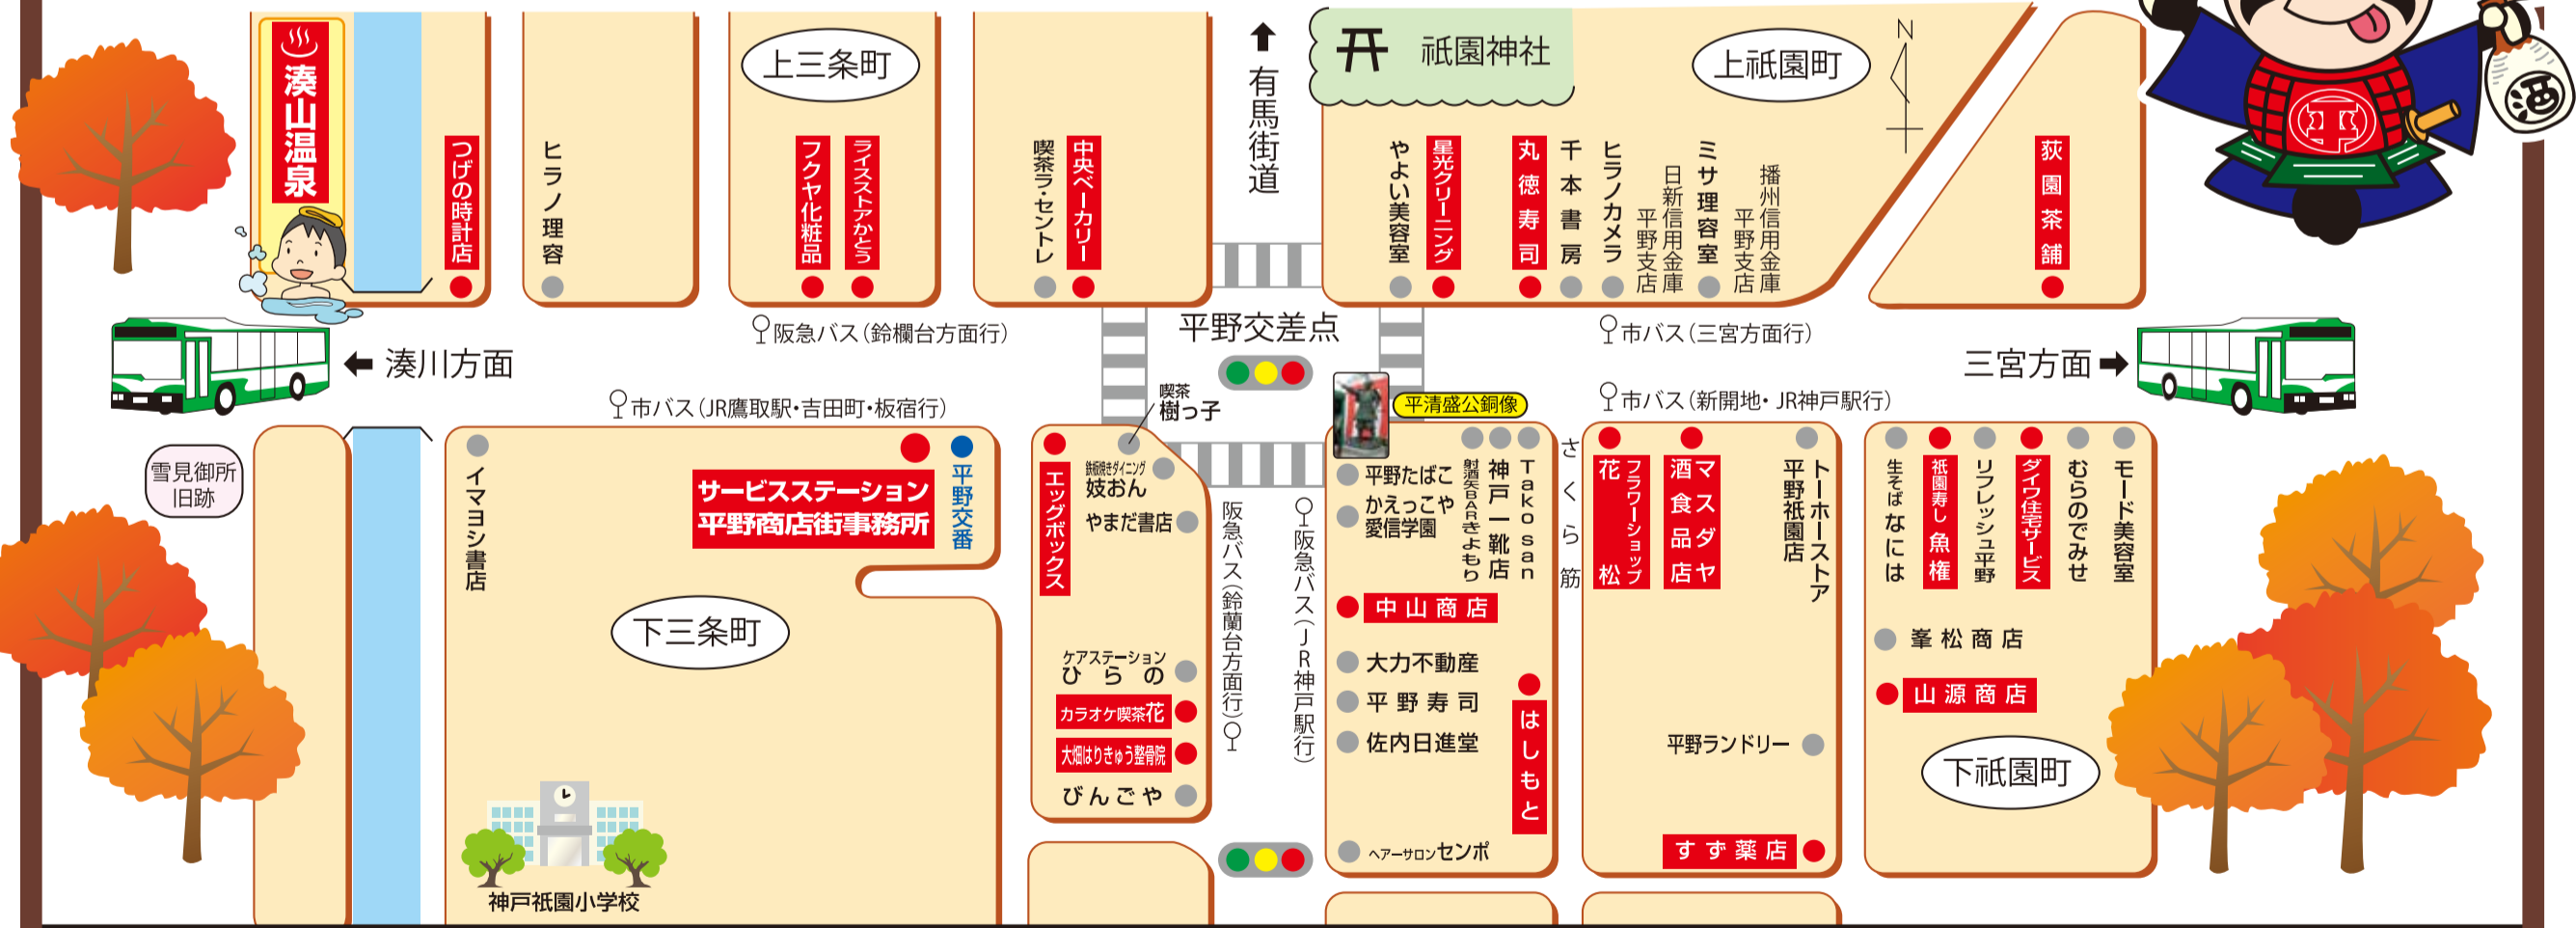 湊山温泉
つげの時計店
ヒラノ理容
上三条町
フクヤ化粧品
ライスストアかとう
喫茶ラ・セントレ
中央ベーカリー
有馬街道
祇園神社
上祇園町
N
やよい美容室
星光クリーニング
丸徳寿司
千本書房
ヒラノカメラ
日新信用金庫
平野支店
ミサ理容室
播州信用金庫
平野支店
荻園茶舗
平
酒
阪急バス(鈴欄台方面行)
平野交差点
市バス(三宮方面行)
湊川方面
三宮方面
市バス(JR鷹取駅・吉田町・板宿行)
喫茶
樹っ子
平清盛公銅像
市バス(新開地・JR神戸駅行)
雪見御所
旧跡
イマヨシ書店
サービスステーション
平野商店街事務所
平野交番
下三条町
神戸祇園小学校
エッグボックス
鉄板焼きダイニング
妓おん
やまだ書店
ケアステーション
ひらの
カラオケ喫茶花
大畑はりきゅう整骨院
びんごや
阪急バス(鈴蘭台方面行)
阪急バス(JR神戸駅行)
平野たばこ
かえっこや
愛信学園
射酒矢BARきよもり
神戸一靴店
Takosan
中山商店
大力不動産
平野寿司
佐内日進堂
はしもと
ヘアーサロンセンポ
さくら筋
フラワーショップ
花松
マスダヤ
酒食品店
トーホーストア
平野祇園店
平野ランドリー
すず薬店
生そばなにわ
祇園寿し魚権
リフレッシュ平野
ダイワ住宅サービス
むらのでみせ
モード美容室
峯松商店
山源商店
下祇園町